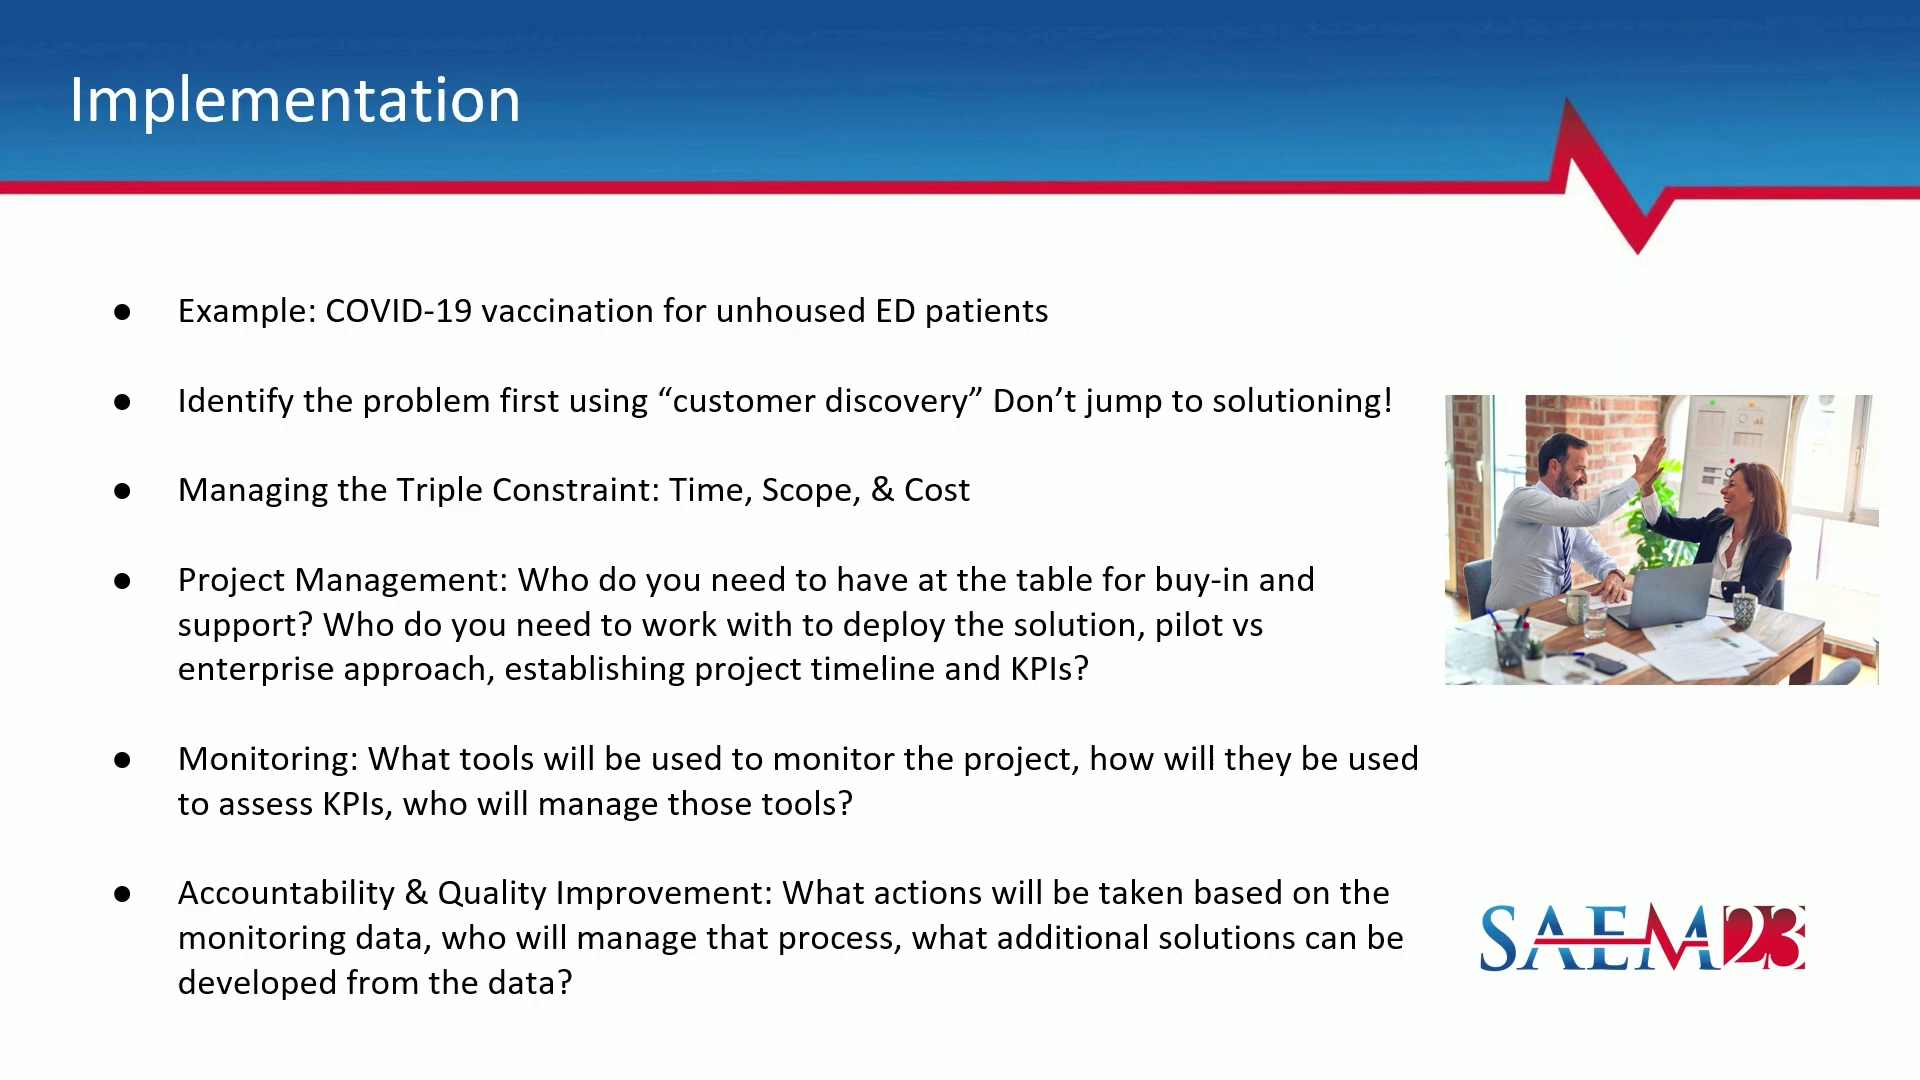 Implementation
● Example: COVID-19 vaccination for unhoused ED patients
● Identify the problem first using “customer discovery” Don’t jump to solutioning!
● Managing the Triple Constraint: Time, Scope, & Cost
● Project Management: Who do you need to have at the table for buy-in and
support? Who do you need to work with to deploy the solution, pilot vs
enterprise approach, establishing project timeline and KPIs?
● Monitoring: What tools will be used to monitor the project, how will they be used
to assess KPIs, who will manage those tools?
● Accountability & Quality Improvement: What actions will be taken based on the
monitoring data, who will manage that process, what additional solutions can be
developed from the data?
SAEM23